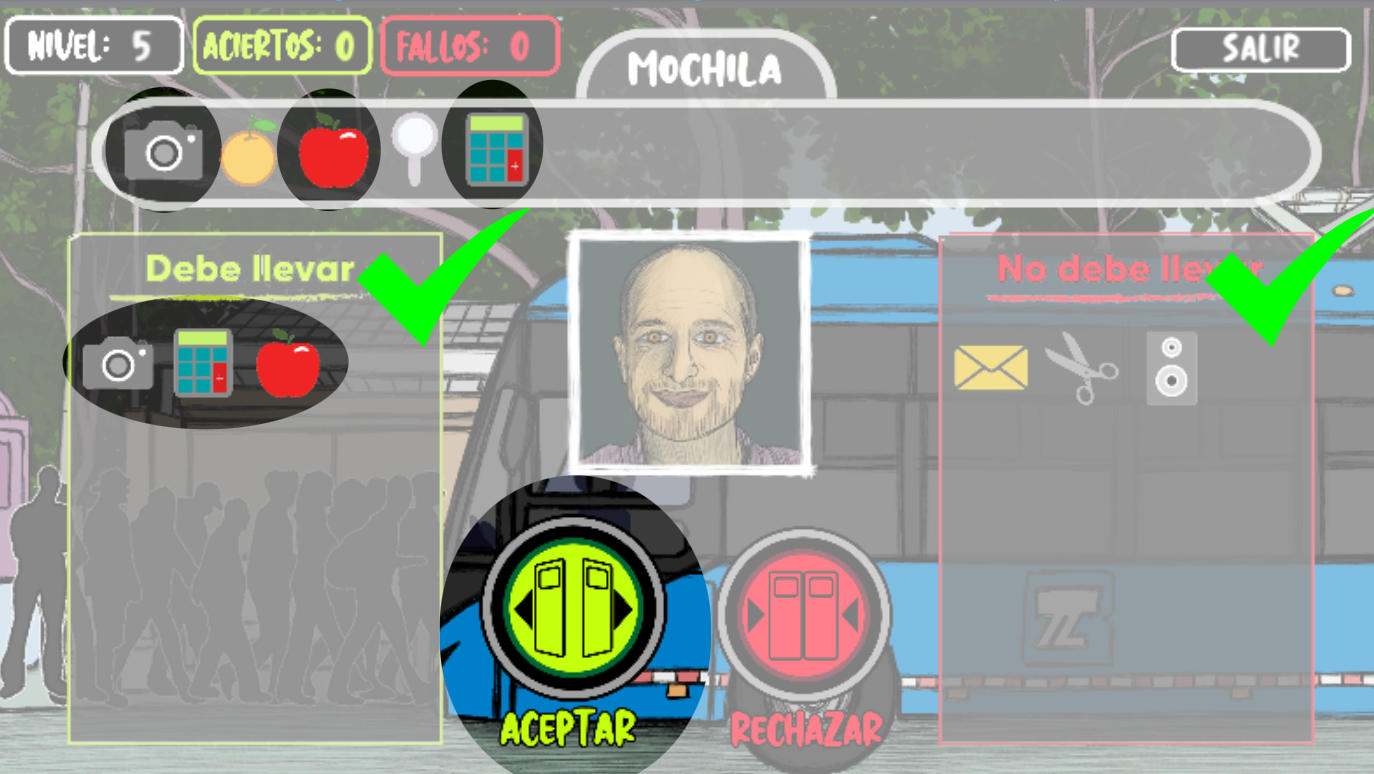 NIVEL: 5
ACIERTOS: 0
FALLOS: 0
MOCHILA
SALIR
Debe llevar
No debe llevar
ACEPTAR
RECHAZAR